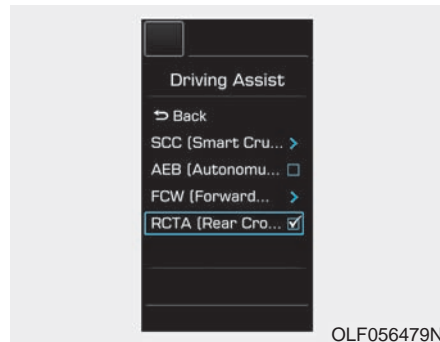 Driving Assist
⮌ Back
SCC (Smart Cru... >
AEB (Autonomu... ☐
FCW (Forward... >
RCTA (Rear Cro... ☑
OLF056479N